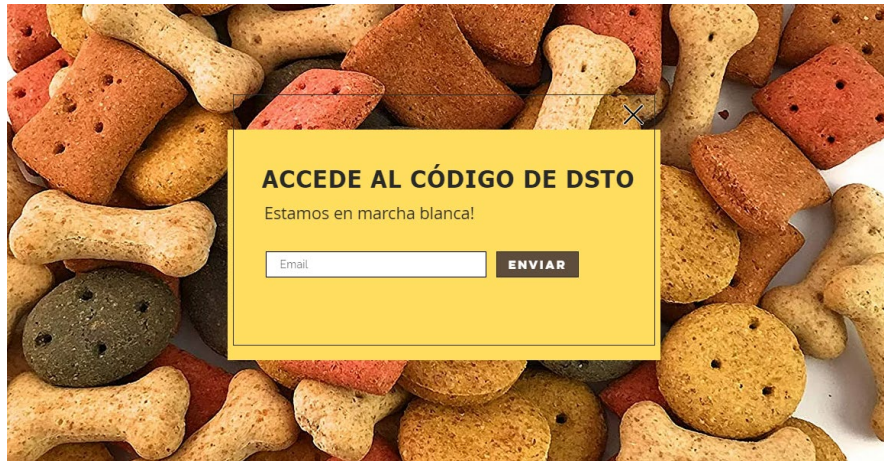 ACCEDE AL CÓDIGO DE DSTO
Estamos en marcha blanca!
Email
ENVIAR